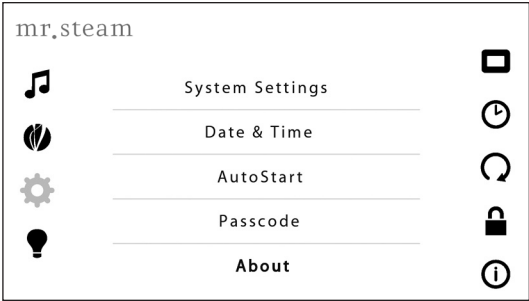 mr.steam
System Settings
Date & Time
AutoStart
Passcode
About